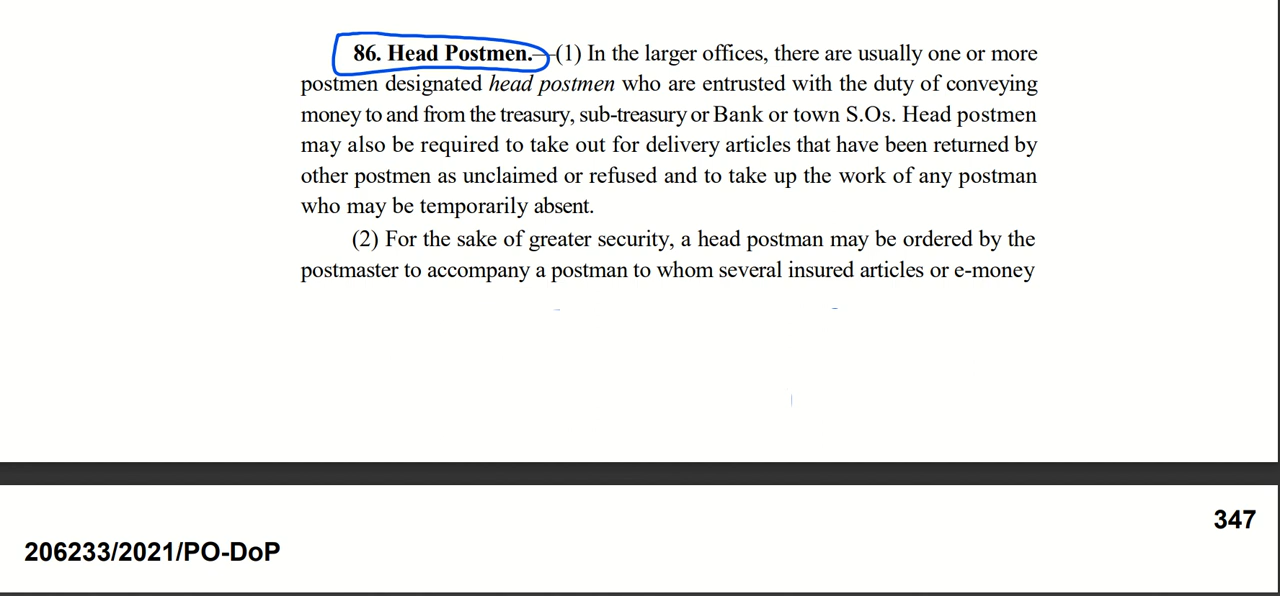 86. Head Postmen.—(1) In the larger offices, there are usually one or more
postmen designated head postmen who are entrusted with the duty of conveying
money to and from the treasury, sub-treasury or Bank or town S.Os. Head postmen
may also be required to take out for delivery articles that have been returned by
other postmen as unclaimed or refused and to take up the work of any postman
who may be temporarily absent.
(2) For the sake of greater security, a head postman may be ordered by the
postmaster to accompany a postman to whom several insured articles or e-money
347
206233/2021/PO-DoP